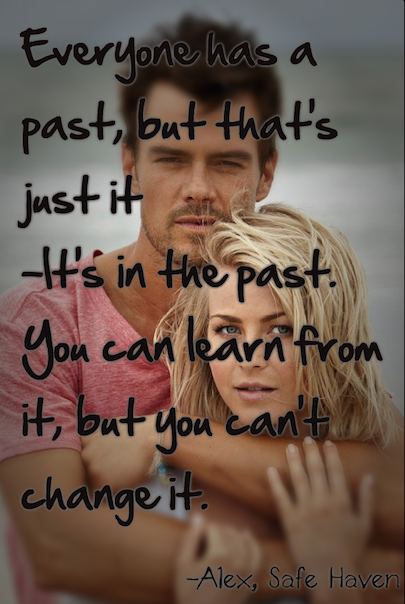 Everyone has a
past, but that's
just it
-It's in the past.
You can learn from
it, but you can't
change it.
-Alex, Safe Haven